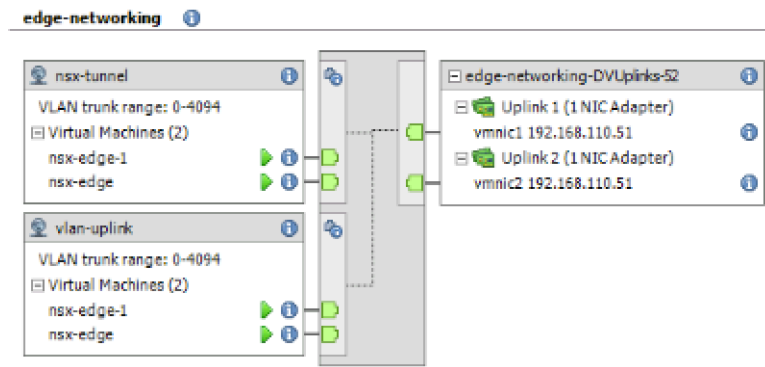 edge-networking
nsx-tunnel
VLAN trunk range: 0-4094
Virtual Machines (2)
nsx-edge-1
nsx-edge
vlan-uplink
VLAN trunk range: 0-4094
Virtual Machines (2)
nsx-edge-1
nsx-edge
edge-networking-DVUplinks-52
Uplink 1 (1 NIC Adapter)
vmnic1 192.168.110.51
Uplink 2 (1 NIC Adapter)
vmnic2 192.168.110.51